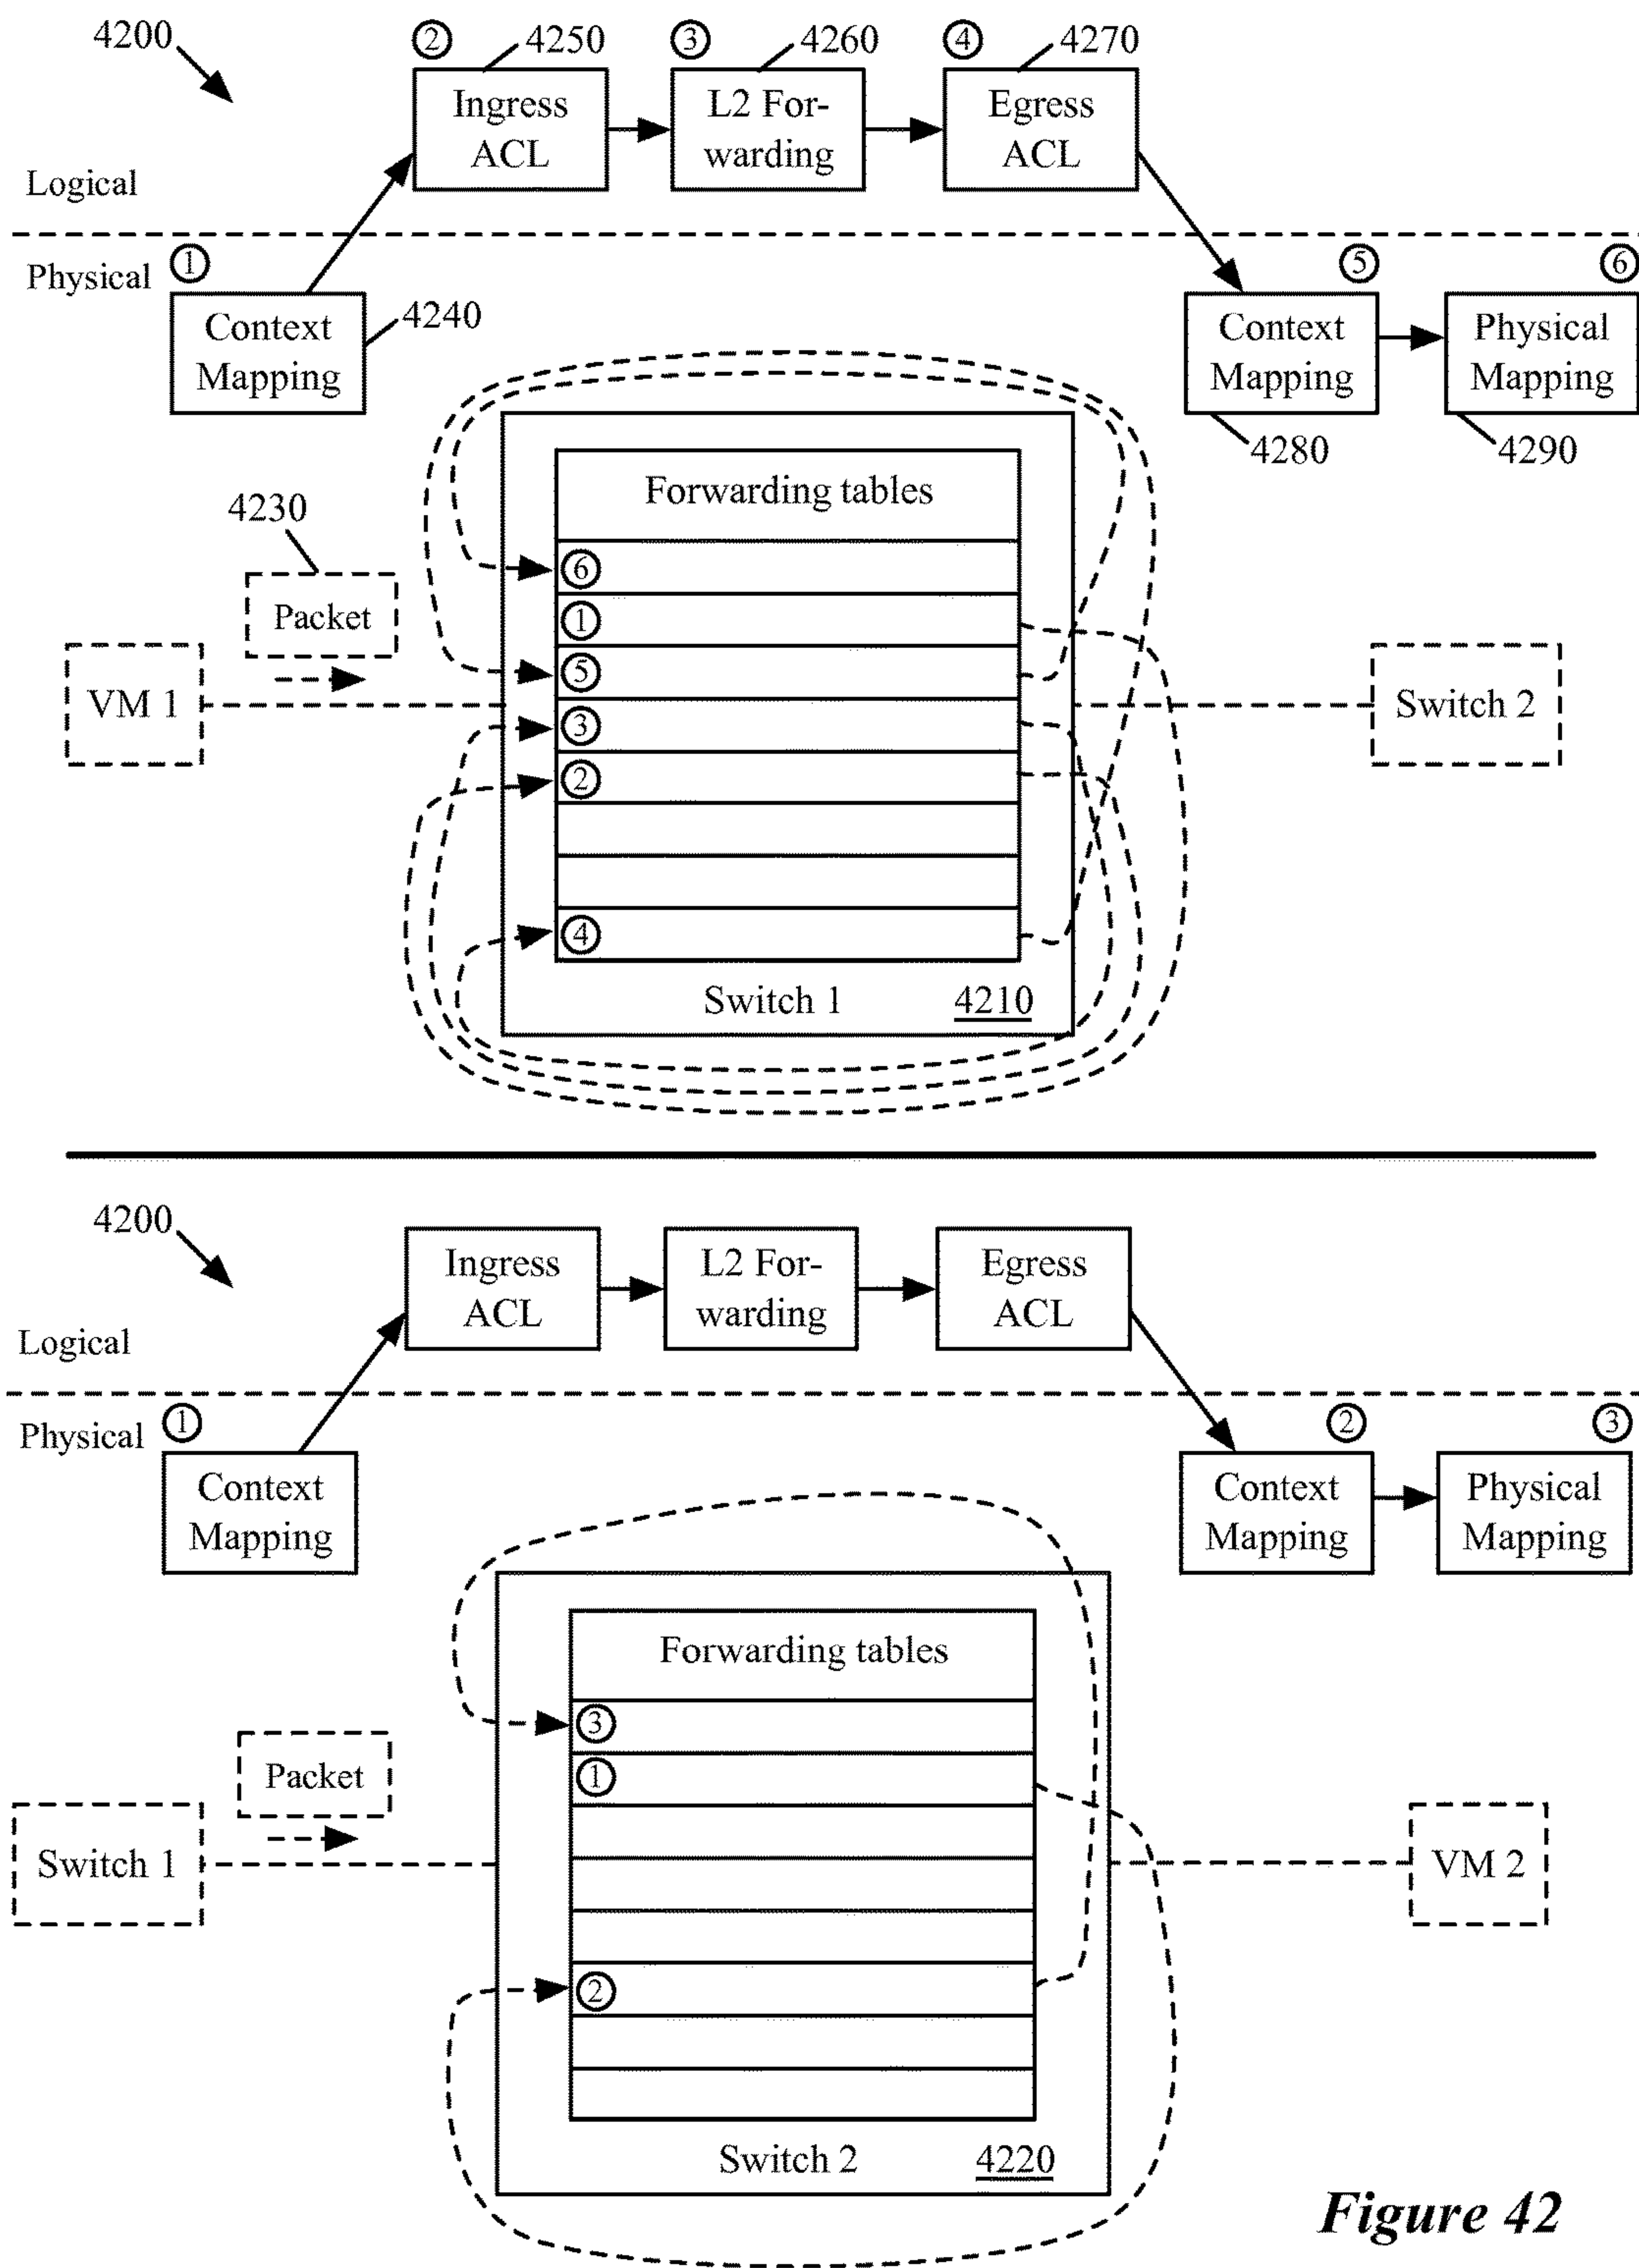 4200
② 4250 ③ 4260 ④ 4270
Ingress
ACL
L2 For-
warding
Egress
ACL
Logical
Physical
①
Context
Mapping
4240
⑤
Context
Mapping
4280
⑥
Physical
Mapping
4290
4230
Packet
VM 1
Forwarding tables
⑥
①
⑤
③
②
④
Switch 1 4210
Switch 2
4200
Ingress
ACL
L2 For-
warding
Egress
ACL
Logical
Physical
①
Context
Mapping
②
Context
Mapping
③
Physical
Mapping
Packet
Switch 1
Forwarding tables
③
①
②
Switch 2 4220
VM 2
Figure 42